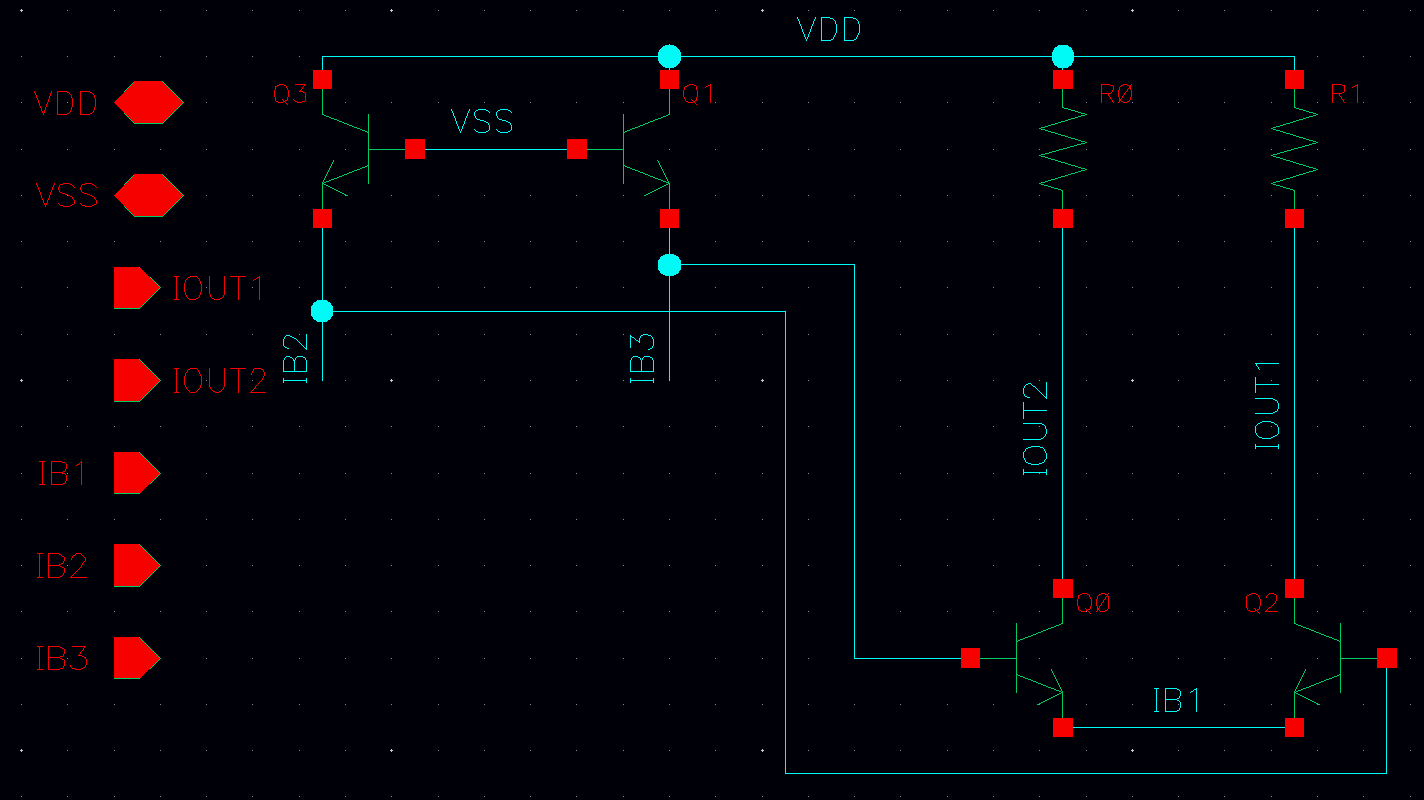 VDD
Q3
Q1
R0
R1
VDD
VSS
VSS
IOUT1
IOUT2
IB2
IB3
IOUT2
IOUT1
IB1
IB2
IB3
Q0
Q2
IB1